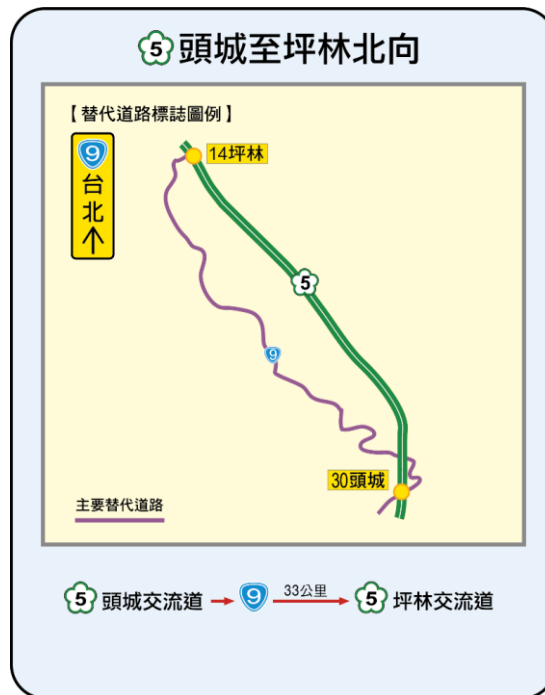 5 頭城至坪林北向
【替代道路標誌圖例】
9
台
北
↑
14坪林
5
9
30頭城
主要替代道路
5 頭城交流道 → 9 33公里 → 5 坪林交流道